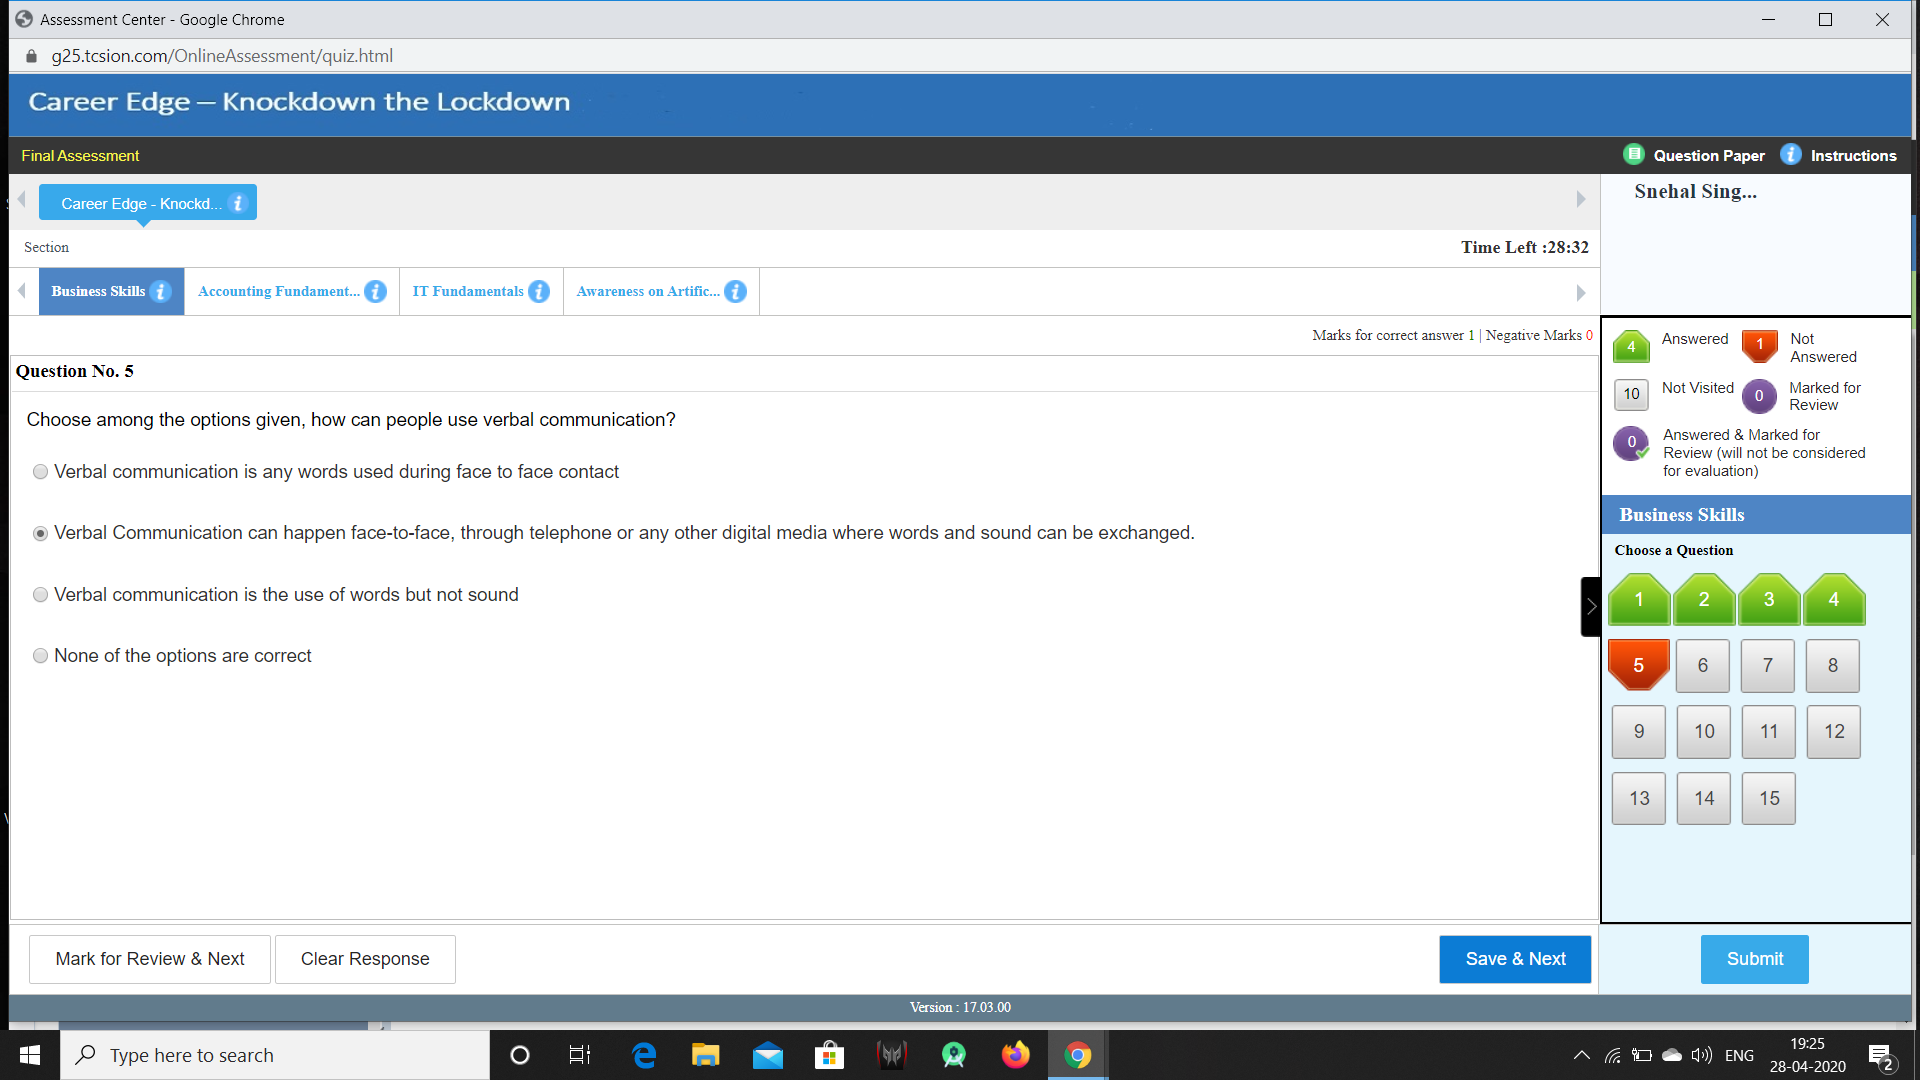 Assessment Center - Google Chrome
g25.tcsion.com/OnlineAssessment/quiz.html
Career Edge – Knockdown the Lockdown
Final Assessment
Question Paper
Instructions
Career Edge - Knockd...
Snehal Sing...
Section
Time Left :28:32
Business Skills
Accounting Fundament...
IT Fundamentals
Awareness on Artific...
Marks for correct answer 1 | Negative Marks 0
Question No. 5
Choose among the options given, how can people use verbal communication?
Verbal communication is any words used during face to face contact
Verbal Communication can happen face-to-face, through telephone or any other digital media where words and sound can be exchanged.
Verbal communication is the use of words but not sound
None of the options are correct
4 Answered
1 Not
Answered
10 Not Visited
0 Marked for
Review
0 Answered & Marked for
Review (will not be considered
for evaluation)
Business Skills
Choose a Question
1 2 3 4
5 6 7 8
9 10 11 12
13 14 15
Mark for Review & Next
Clear Response
Save & Next
Submit
Version : 17.03.00
Type here to search
ENG
19:25
28-04-2020
2